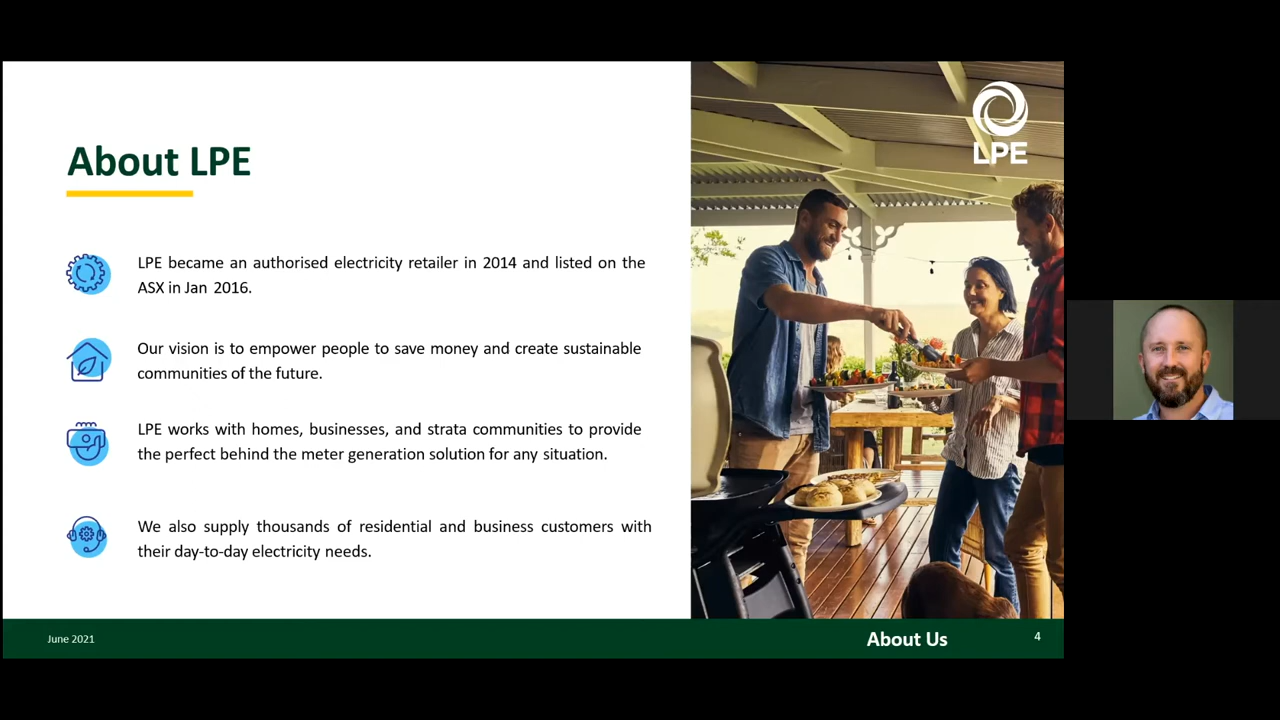 About LPE
LPE
LPE became an authorised electricity retailer in 2014 and listed on the
ASX in Jan 2016.
Our vision is to empower people to save money and create sustainable
communities of the future.
LPE works with homes, businesses, and strata communities to provide
the perfect behind the meter generation solution for any situation.
We also supply thousands of residential and business customers with
their day-to-day electricity needs.
June 2021
About Us
4